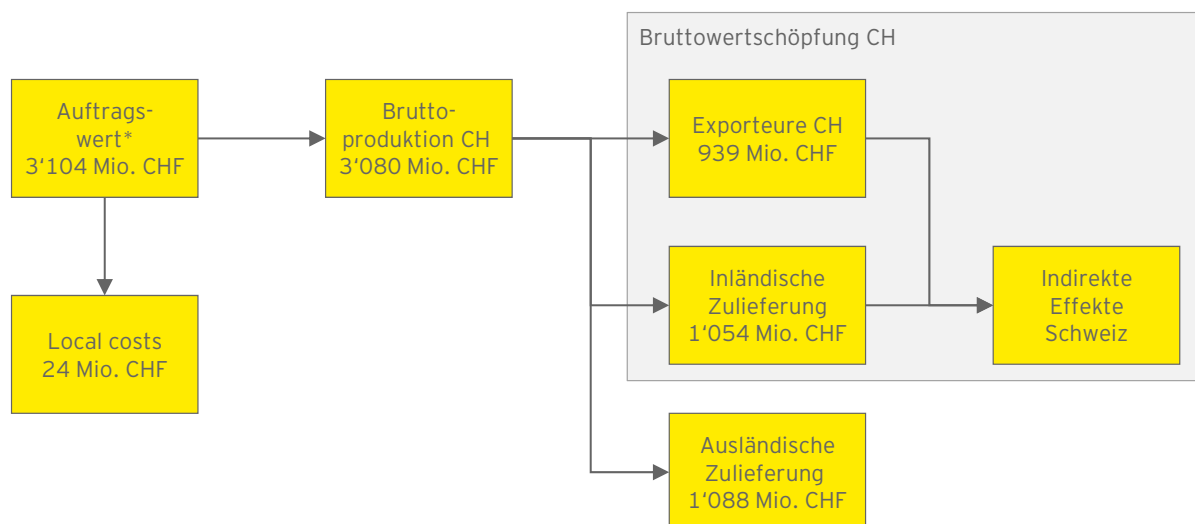 Bruttowertschöpfung CH
Auftrags-
wert*
3‘104 Mio. CHF
Brutto-
produktion CH
3‘080 Mio. CHF
Exporteure CH
939 Mio. CHF
Local costs
24 Mio. CHF
Inländische
Zulieferung
1‘054 Mio. CHF
Indirekte
Effekte
Schweiz
Ausländische
Zulieferung
1‘088 Mio. CHF